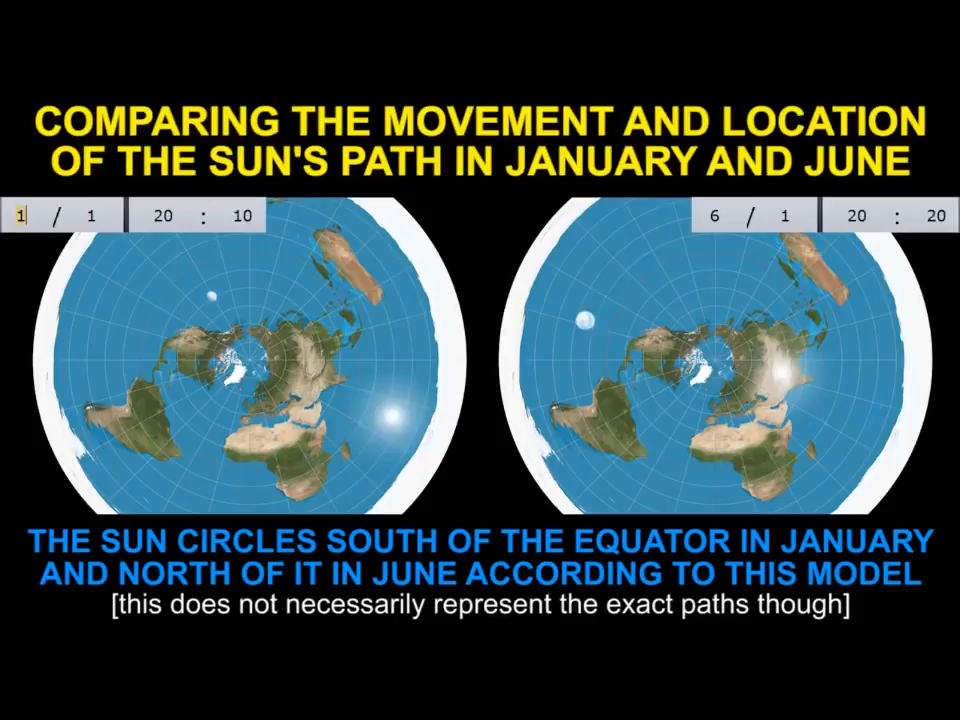 COMPARING THE MOVEMENT AND LOCATION
OF THE SUN'S PATH IN JANUARY AND JUNE
1 / 1 20 : 10
6 / 1 20 : 20
THE SUN CIRCLES SOUTH OF THE EQUATOR IN JANUARY
AND NORTH OF IT IN JUNE ACCORDING TO THIS MODEL
[this does not necessarily represent the exact paths though]